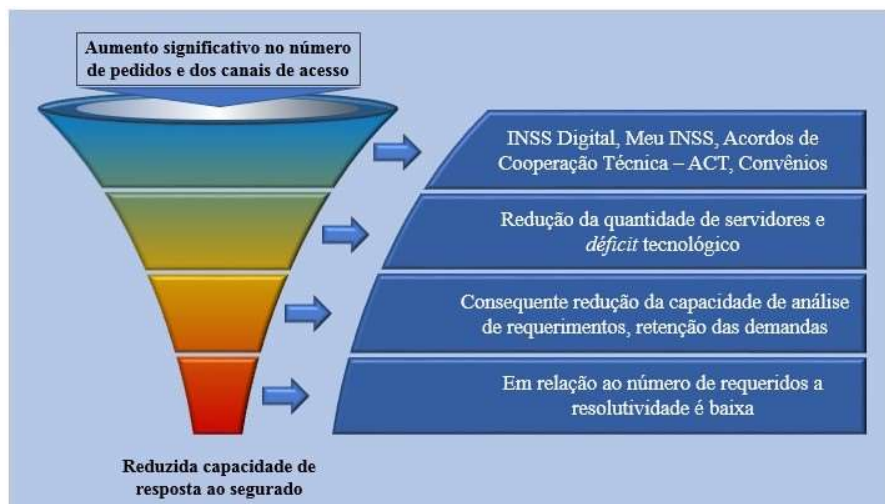 Aumento significativo no número
de pedidos e dos canais de acesso
INSS Digital, Meu INSS, Acordos de
Cooperação Técnica – ACT, Convênios
Redução da quantidade de servidores e
déficit tecnológico
Consequente redução da capacidade de análise
de requerimentos, retenção das demandas
Em relação ao número de requeridos a
resolutividade é baixa
Reduzida capacidade de
resposta ao segurado